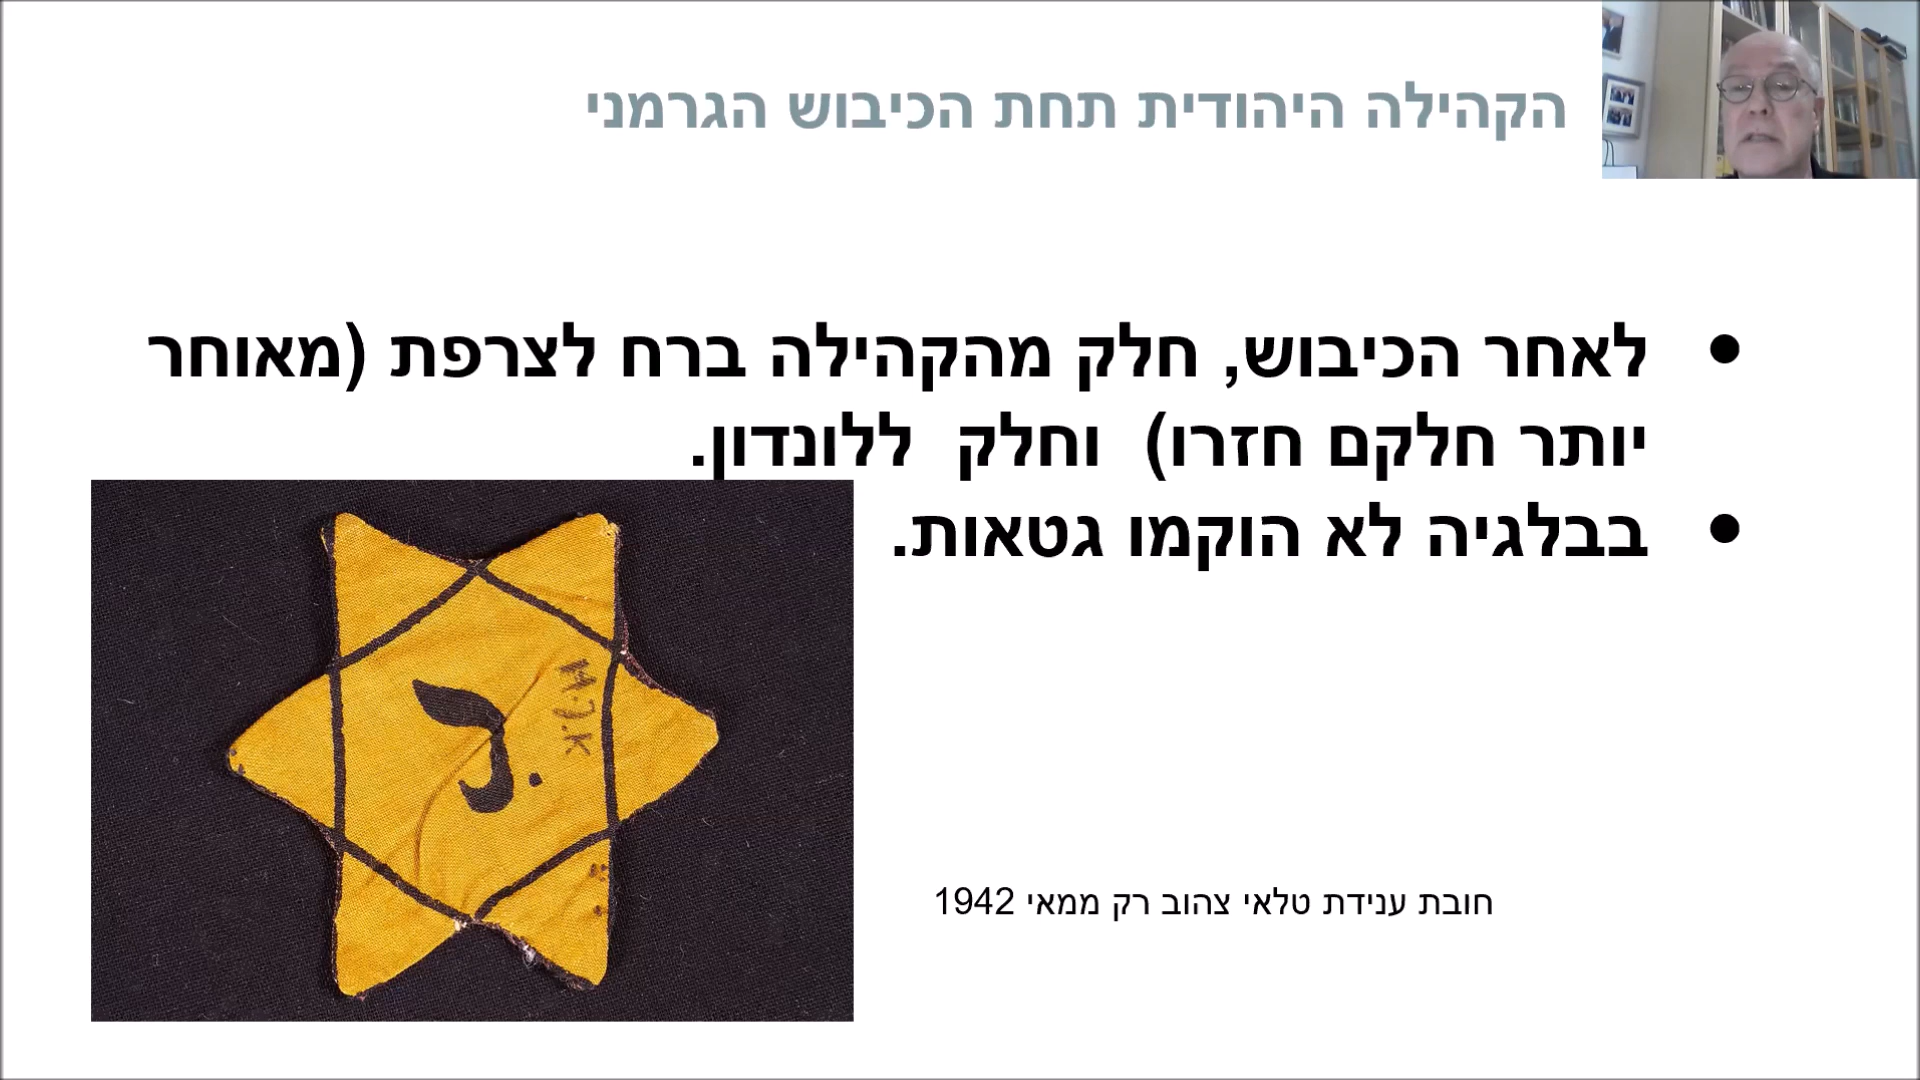 הקהילה היהודית תחת הכיבוש הגרמני
• לאחר הכיבוש, חלק מהקהילה ברח לצרפת (מאוחר
יותר חלקם חזרו) וחלק ללונדון.
• בבלגיה לא הוקמו גטאות.
J.
חובת ענידת טלאי צהוב רק ממאי 1942